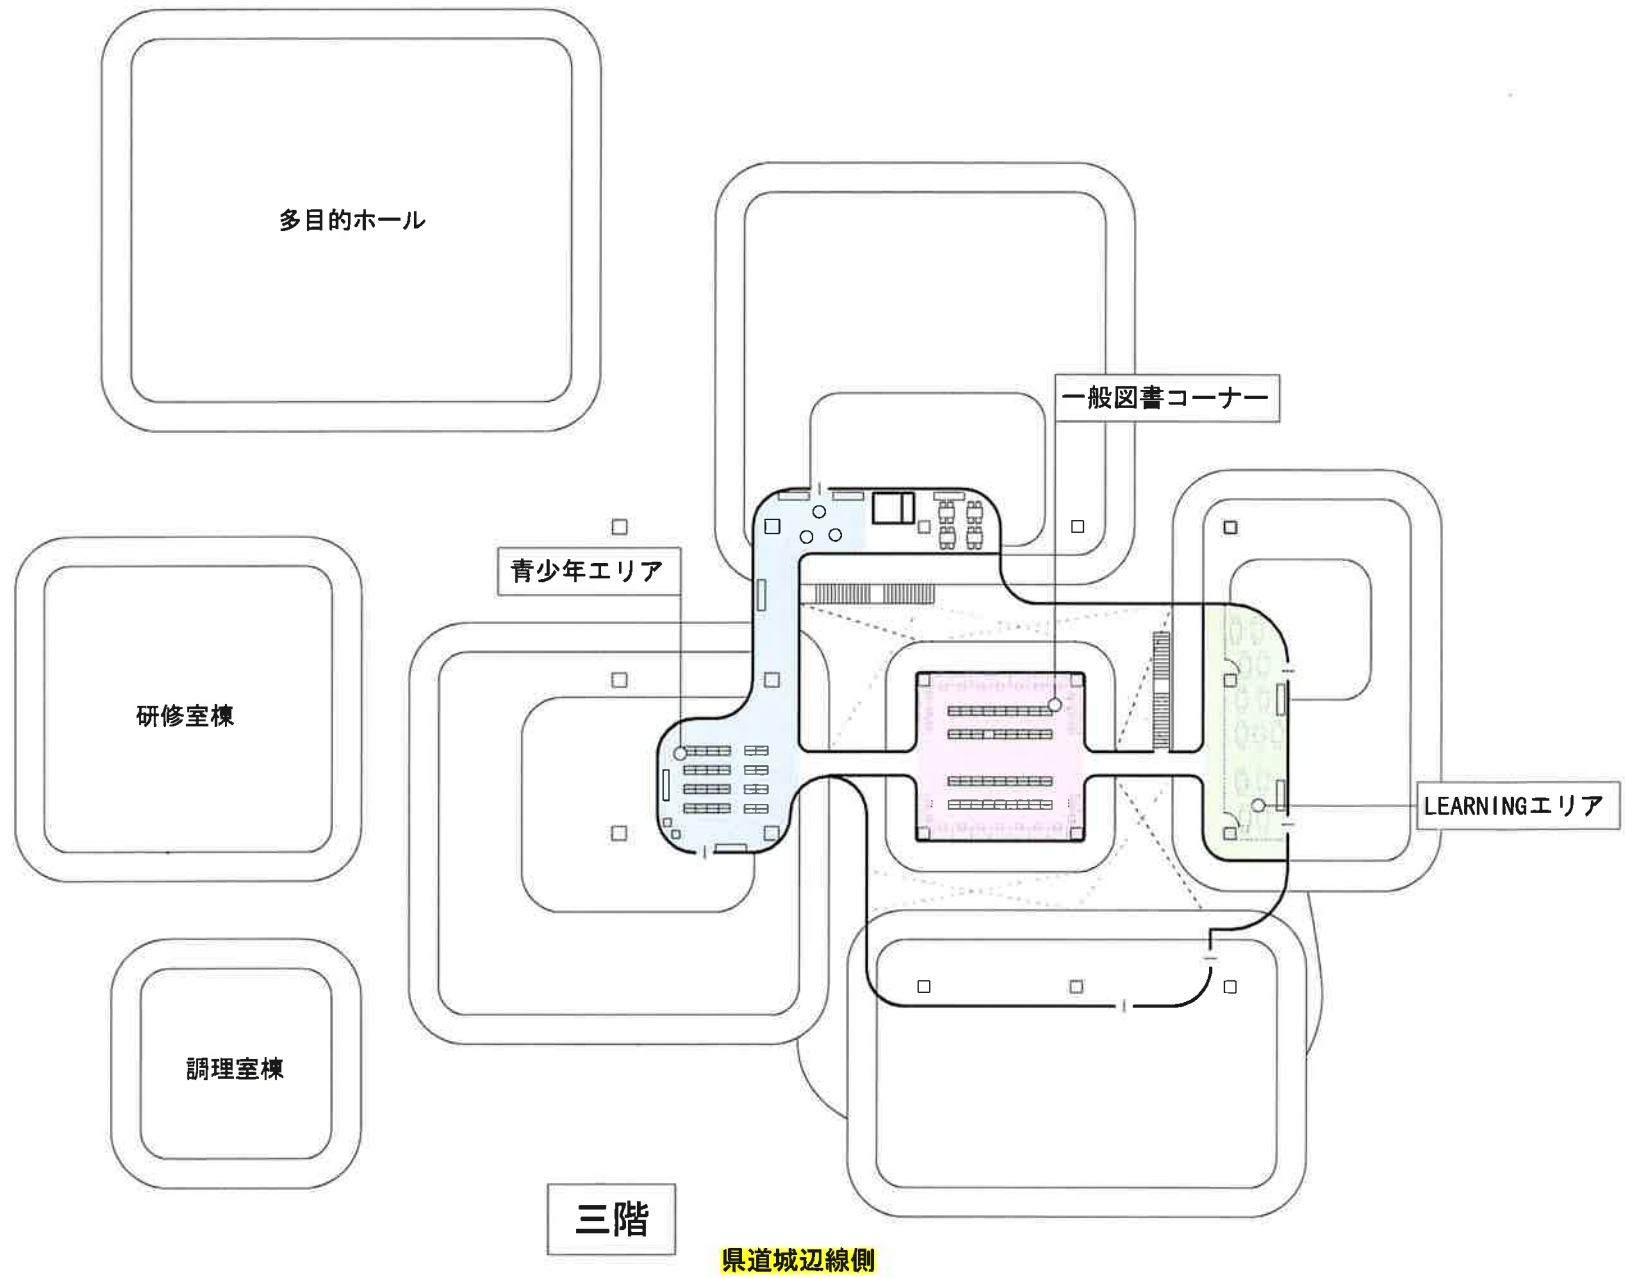 多目的ホール
一般図書コーナー
青少年エリア
研修室棟
LEARNINGエリア
調理室棟
三階
県道城辺線側